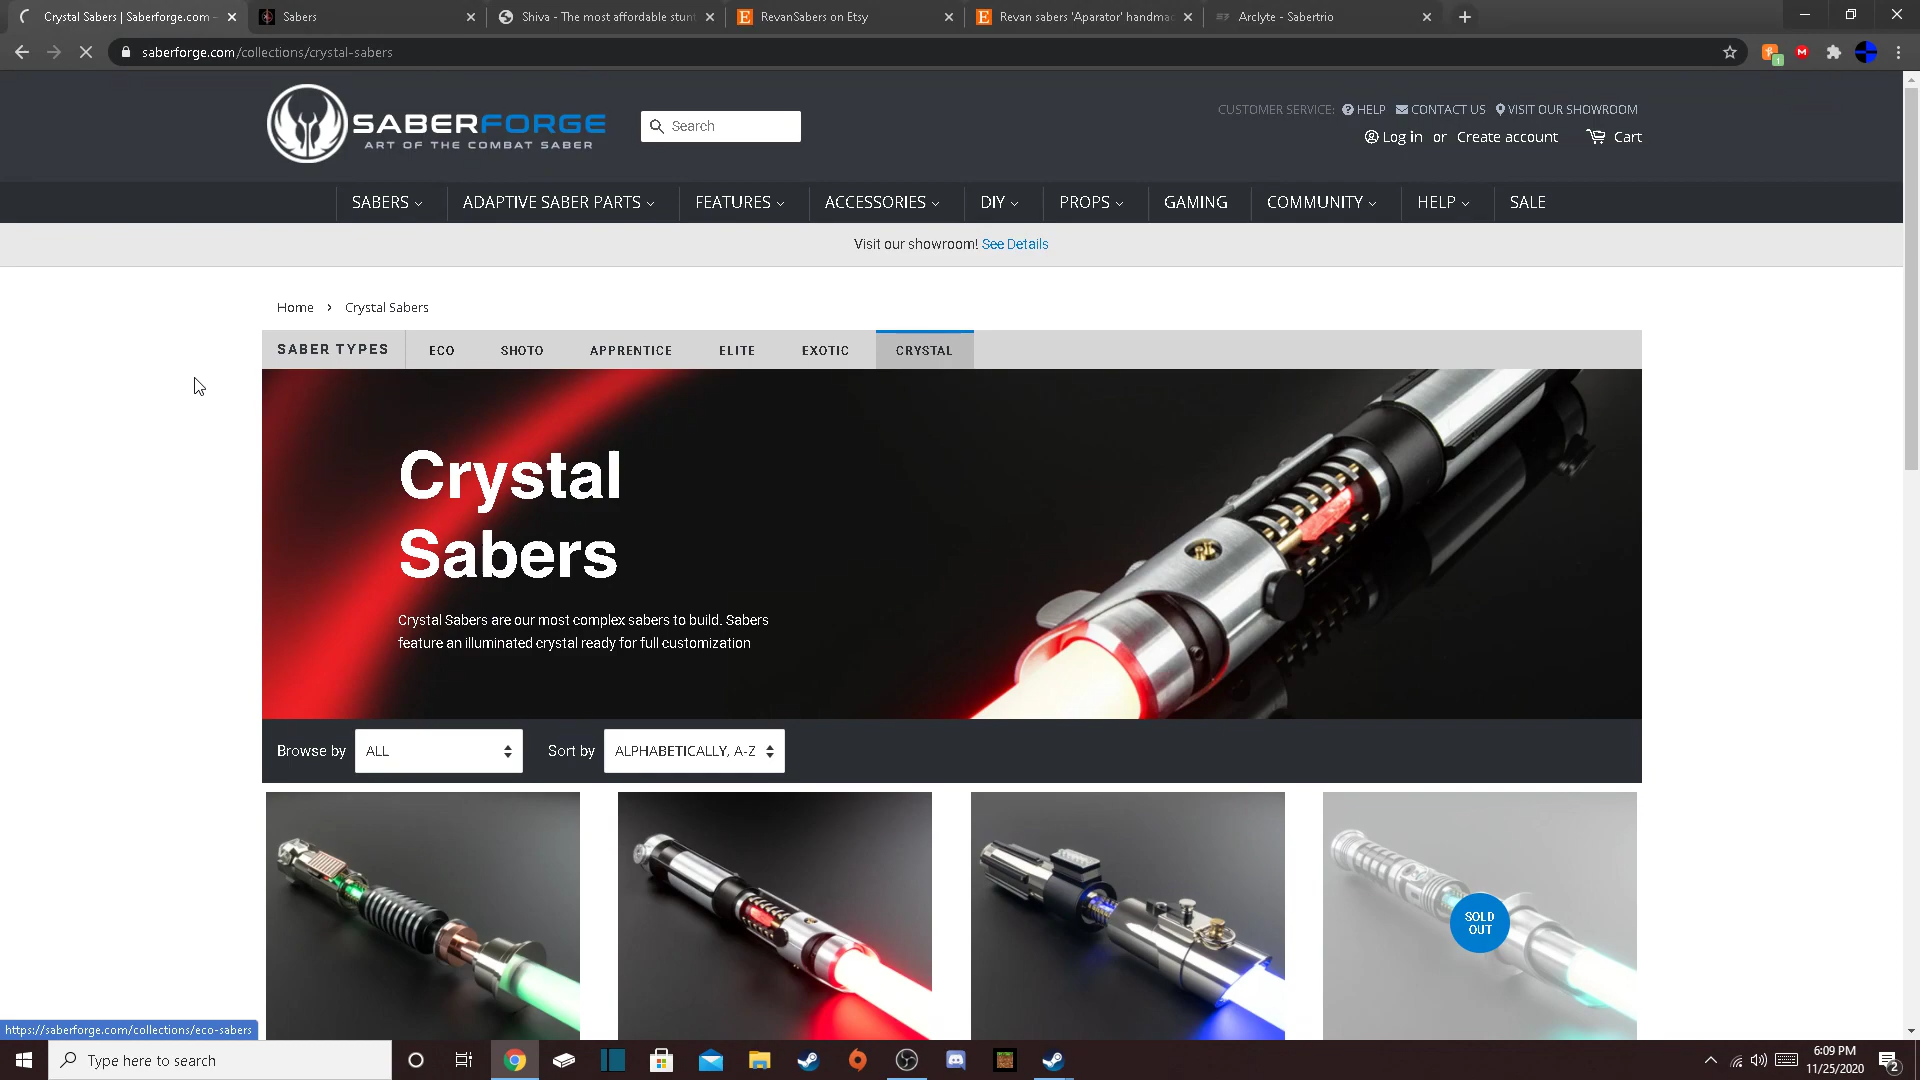 Crystal Sabers | Saberforge.com -
Sabers
Shiva - The most affordable stunt
RevanSabers on Etsy
Revan sabers 'Aparator' handmac
Arclyte - Sabertrio
saberforge.com/collections/crystal-sabers
SABERFORGE
ART OF THE COMBAT SABER
Search
CUSTOMER SERVICE: HELP CONTACT US VISIT OUR SHOWROOM
Log in or Create account Cart
SABERS ADAPTIVE SABER PARTS FEATURES ACCESSORIES DIY PROPS GAMING COMMUNITY HELP SALE
Visit our showroom! See Details
Home › Crystal Sabers
SABER TYPES ECO SHOTO APPRENTICE ELITE EXOTIC CRYSTAL
Crystal
Sabers
Crystal Sabers are our most complex sabers to build. Sabers
feature an illuminated crystal ready for full customization
Browse by ALL Sort by ALPHABETICALLY, A-Z
SOLD
OUT
https://saberforge.com/collections/eco-sabers
Type here to search
6:09 PM
11/25/2020
2